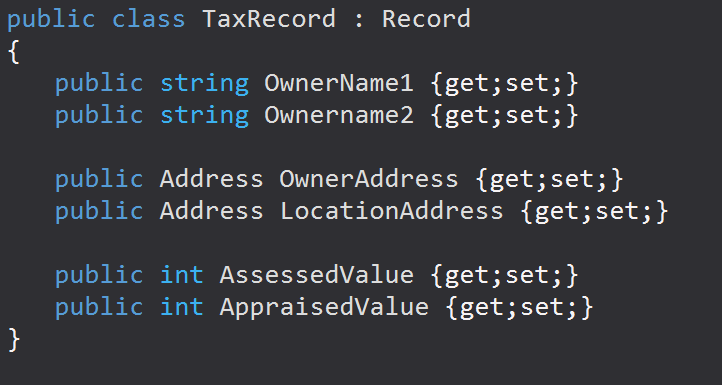 public class TaxRecord : Record
{
public string OwnerName1 {get;set;}
public string Ownername2 {get;set;}
public Address OwnerAddress {get;set;}
public Address LocationAddress {get;set;}
public int AssessedValue {get;set;}
public int AppraisedValue {get;set;}
}